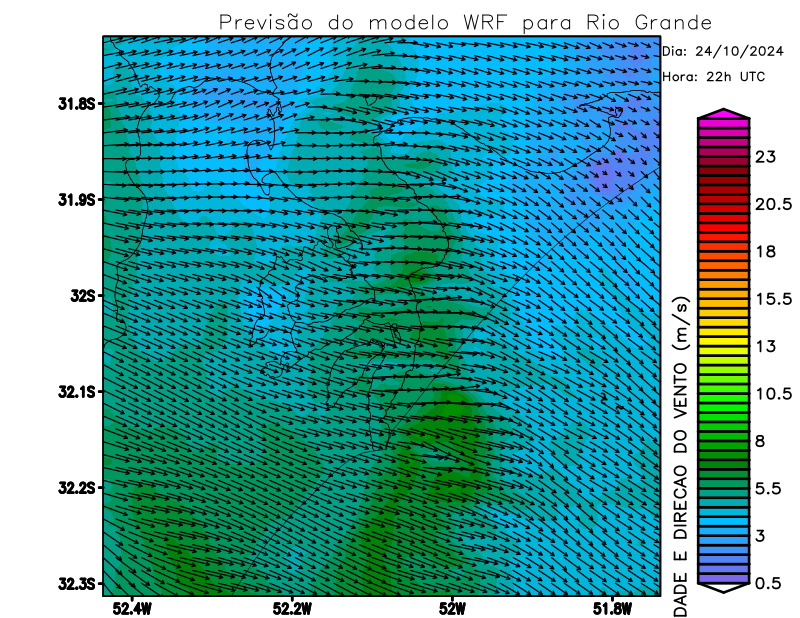 Previsão do modelo WRF para Rio Grande
Dia: 24/10/2024
Hora: 22h UTC
31.8S
31.9S
32S
32.1S
32.2S
32.3S
52.4W
52.2W
52W
51.8W
23
20.5
18
15.5
13
10.5
8
5.5
3
0.5
DADE E DIRECAO DO VENTO (m/s)